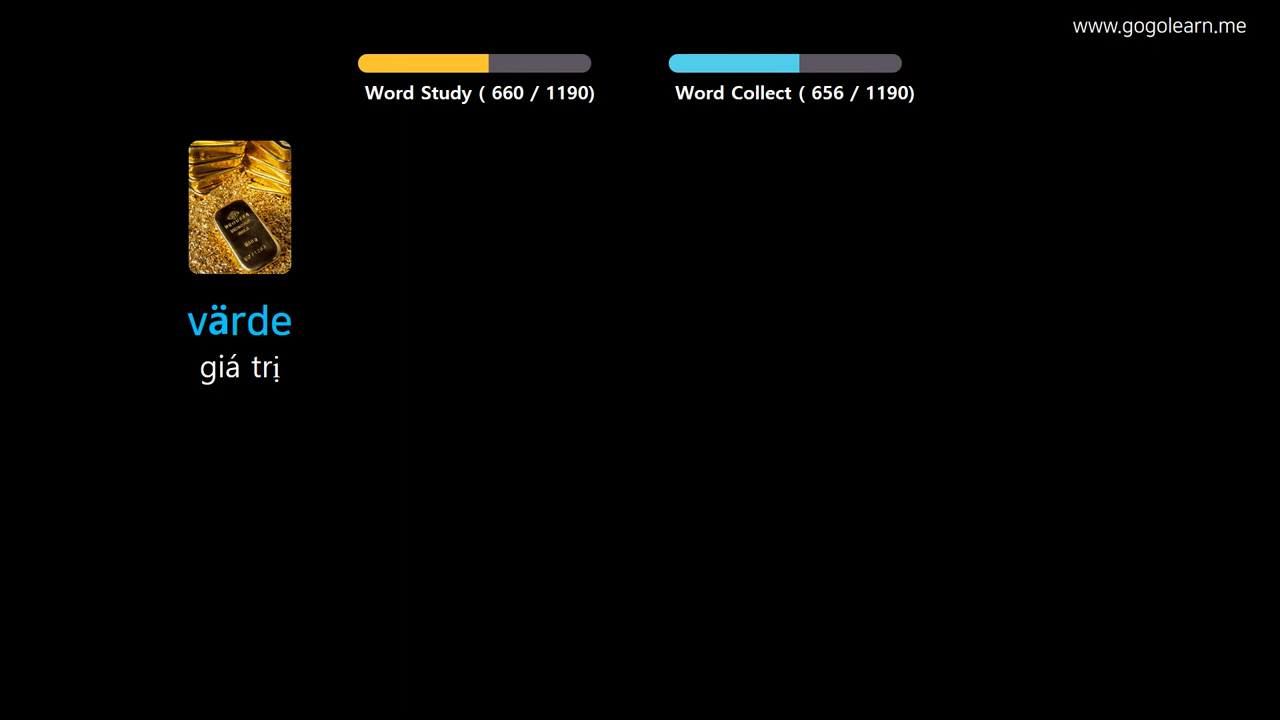 www.gogolearn.me
Word Study ( 660 / 1190)
Word Collect ( 656 / 1190)
värde
giá trị